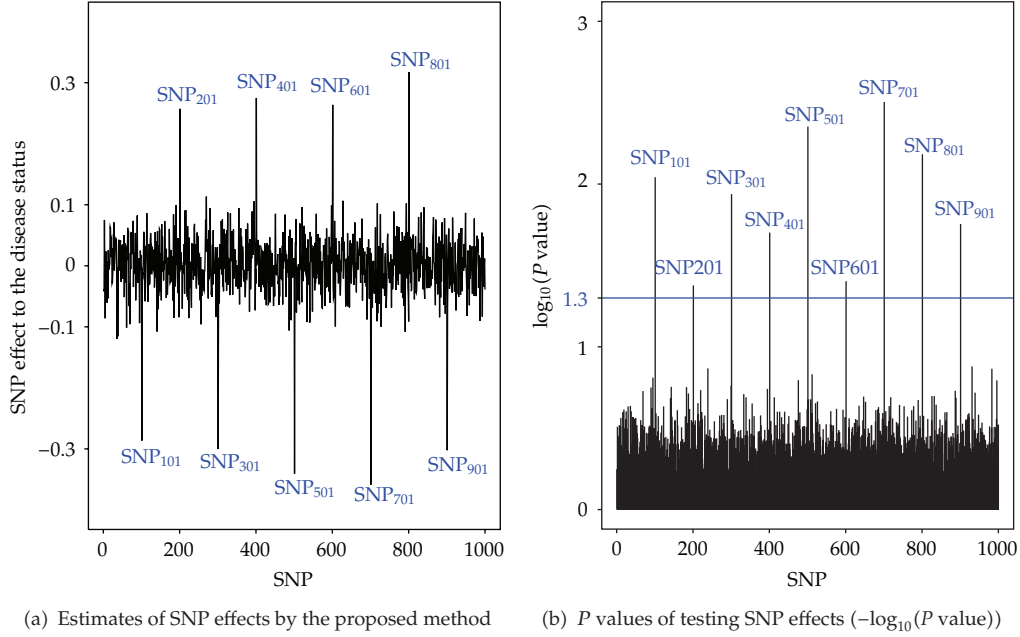 SNP effect to the disease status
0.3
0.1
0
−0.1
−0.3
SNP201
SNP401
SNP601
SNP801
SNP101
SNP301
SNP501
SNP701
SNP901
0 200 400 600 800 1000
SNP
(a) Estimates of SNP effects by the proposed method
log10(P value)
3
2
1.3
1
0
SNP101
SNP201
SNP301
SNP401
SNP501
SNP601
SNP701
SNP801
SNP901
0 200 400 600 800 1000
SNP
(b) P values of testing SNP effects (−log10(P value))